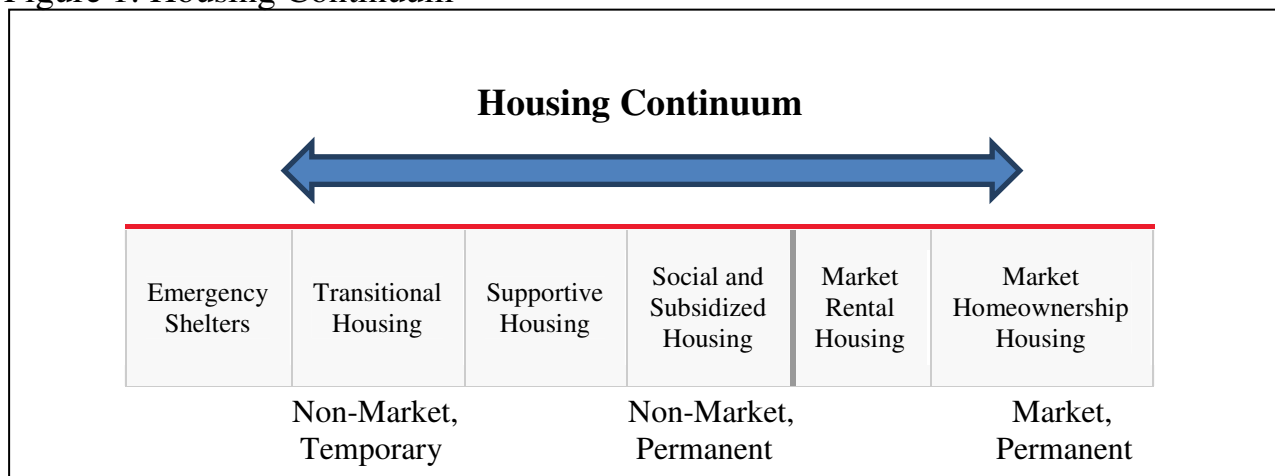 Figure 1: Housing Continuum
Housing Continuum
Emergency
Shelters
Transitional
Housing
Supportive
Housing
Social and
Subsidized
Housing
Market
Rental
Housing
Market
Homeownership
Housing
Non-Market,
Temporary
Non-Market,
Permanent
Market,
Permanent